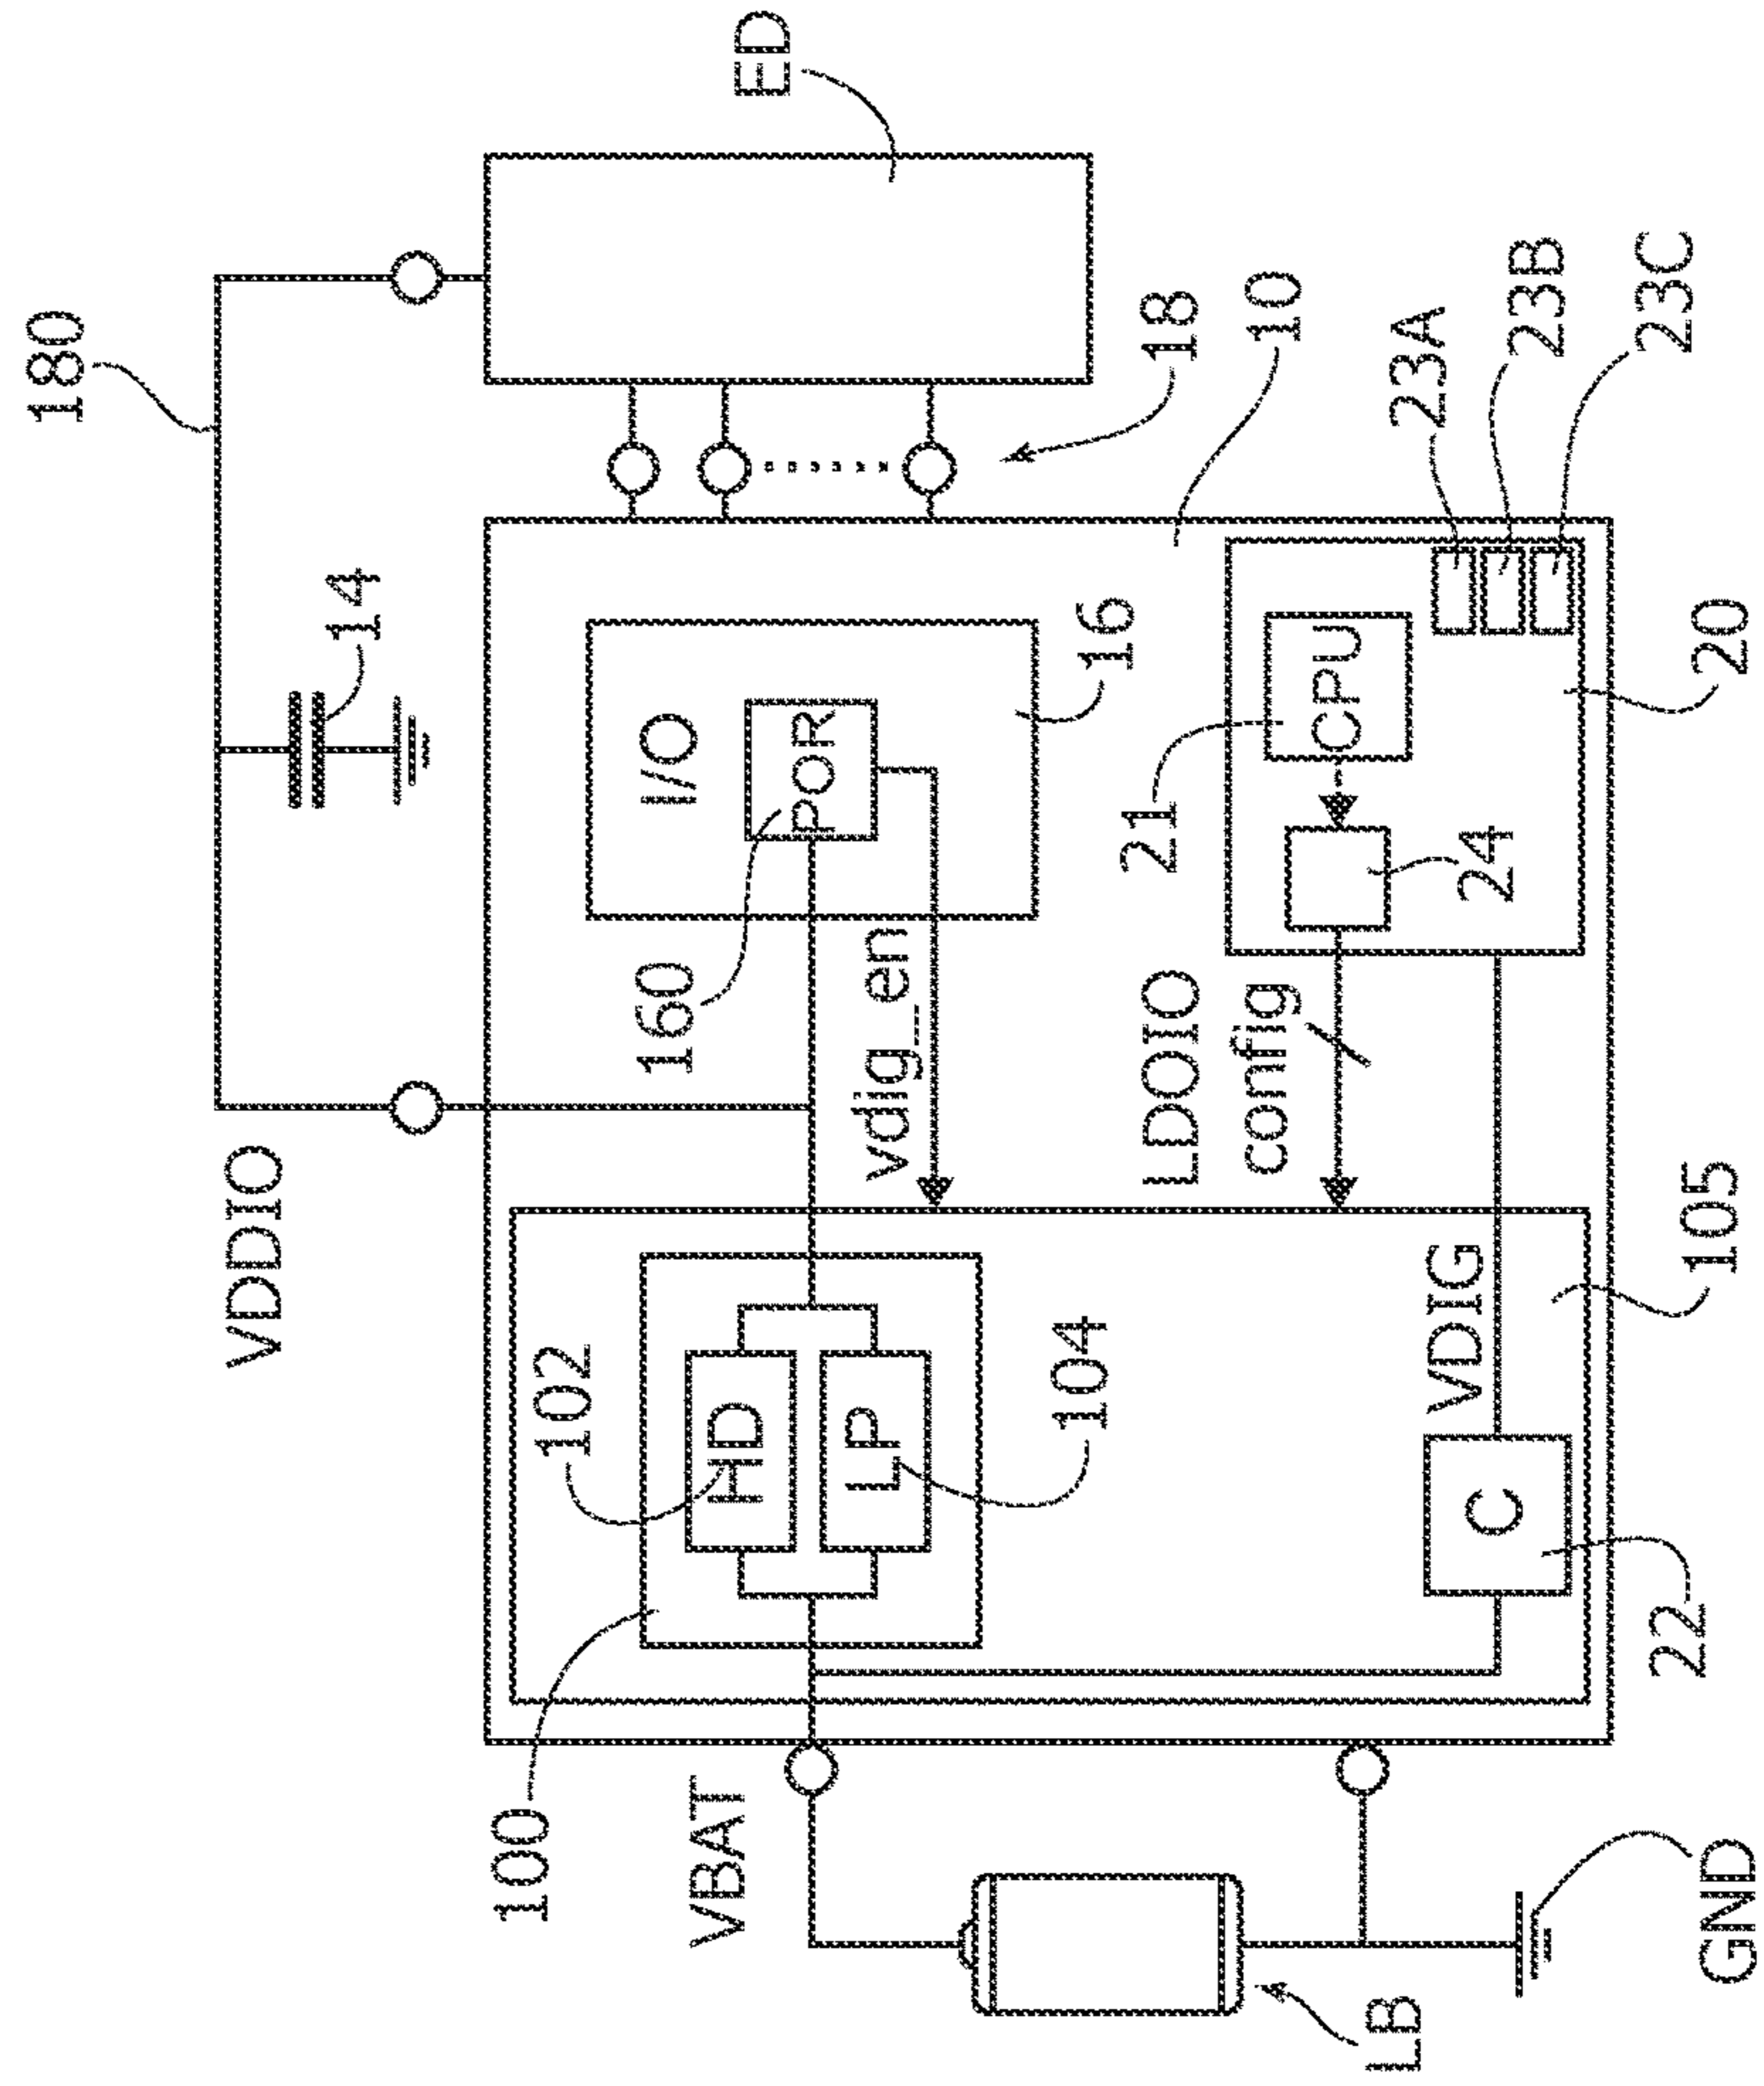 180
ED
14
VDDIO
18
10
I/O
POR
160
16
vdig_en
23A
23B
23C
CPU
21
24
20
LDOIO
config
102
HD
LP
104
100
VDIG
105
C
22
VBAT
LB
GND